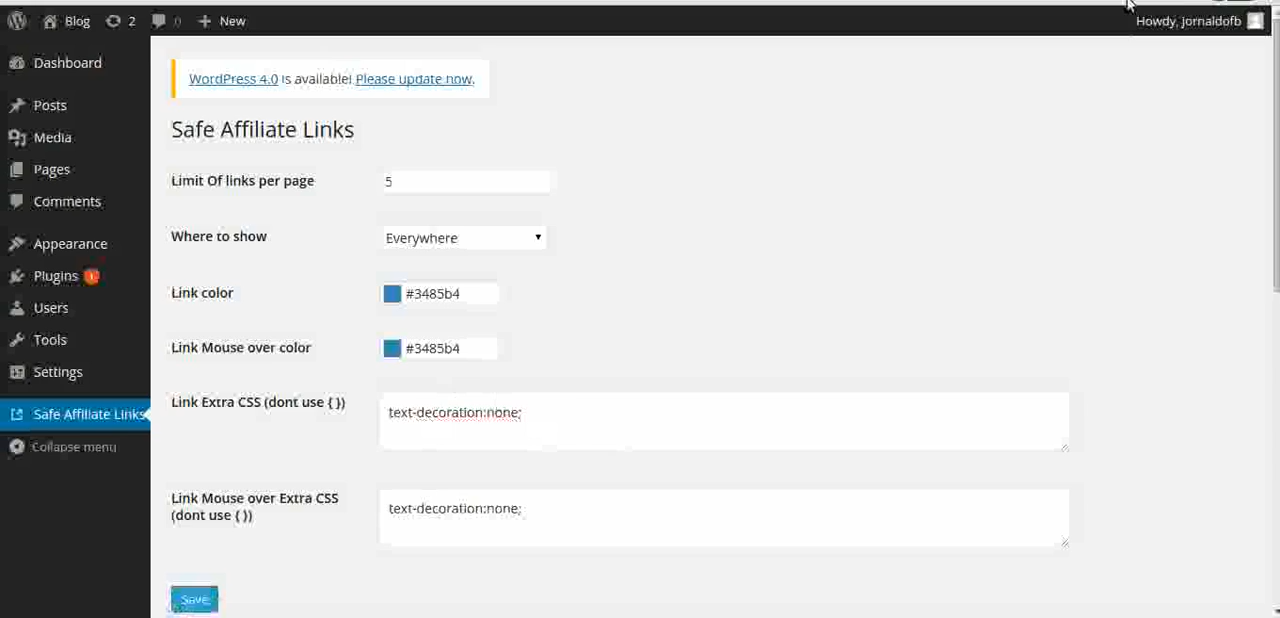 Blog 2 0 New Howdy, jornaldofb
Dashboard
Posts
Media
Pages
Comments
Appearance
Plugins 1
Users
Tools
Settings
Safe Affiliate Links
Collapse menu
WordPress 4.0 is available! Please update now.
Safe Affiliate Links
Limit Of links per page 5
Where to show Everywhere
Link color #3485b4
Link Mouse over color #3485b4
Link Extra CSS (dont use { }) text-decoration:none;
Link Mouse over Extra CSS text-decoration:none;
(dont use { })
Save